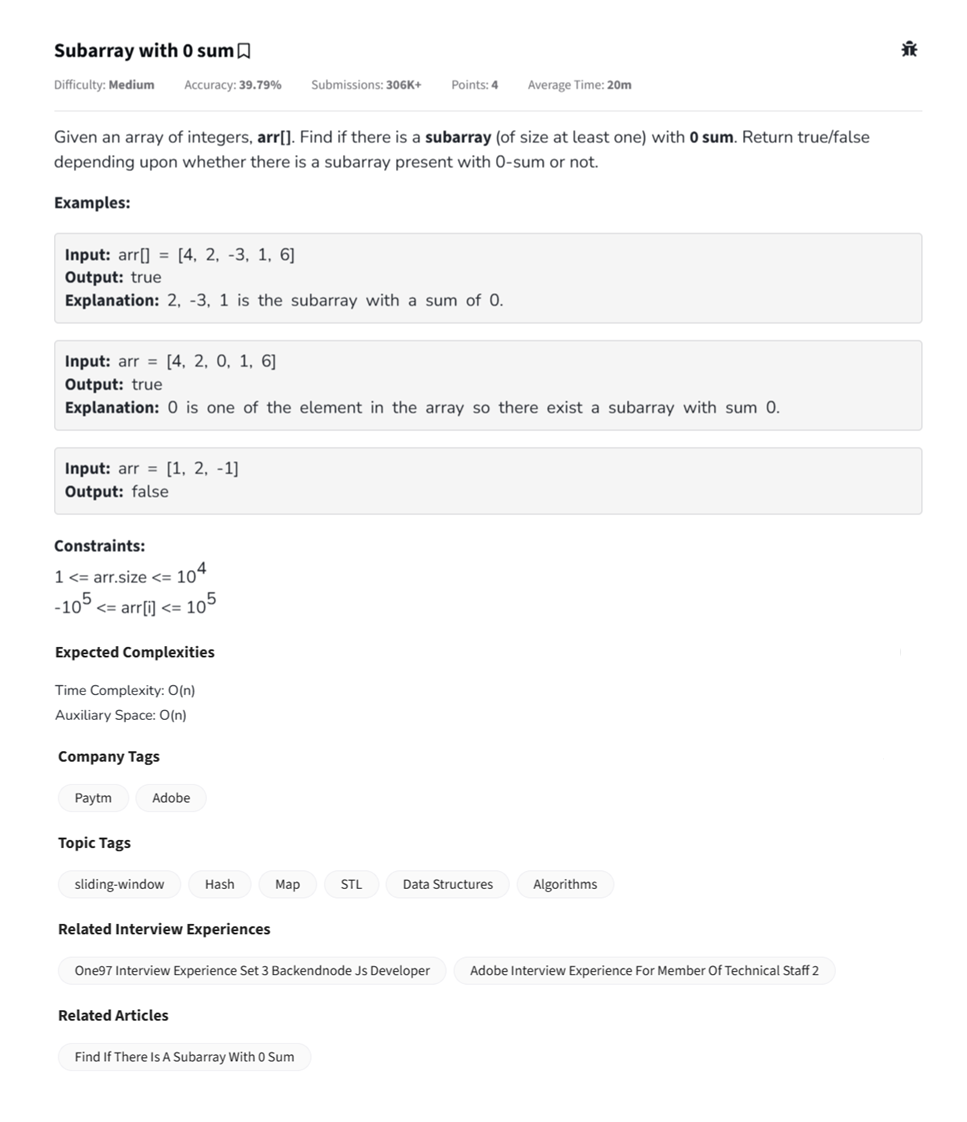 Subarray with 0 sum
Difficulty: Medium Accuracy: 39.79% Submissions: 306K+ Points: 4 Average Time: 20m
Given an array of integers, arr[]. Find if there is a subarray (of size at least one) with 0 sum. Return true/false
depending upon whether there is a subarray present with 0-sum or not.
Examples:
Input: arr[] = [4, 2, -3, 1, 6]
Output: true
Explanation: 2, -3, 1 is the subarray with a sum of 0.
Input: arr = [4, 2, 0, 1, 6]
Output: true
Explanation: 0 is one of the element in the array so there exist a subarray with sum 0.
Input: arr = [1, 2, -1]
Output: false
Constraints:
1 <= arr.size <= 10⁴
-10⁵ <= arr[i] <= 10⁵
Expected Complexities
Time Complexity: O(n)
Auxiliary Space: O(n)
Company Tags
Paytm Adobe
Topic Tags
sliding-window Hash Map STL Data Structures Algorithms
Related Interview Experiences
One97 Interview Experience Set 3 Backendnode Js Developer Adobe Interview Experience For Member Of Technical Staff 2
Related Articles
Find If There Is A Subarray With 0 Sum